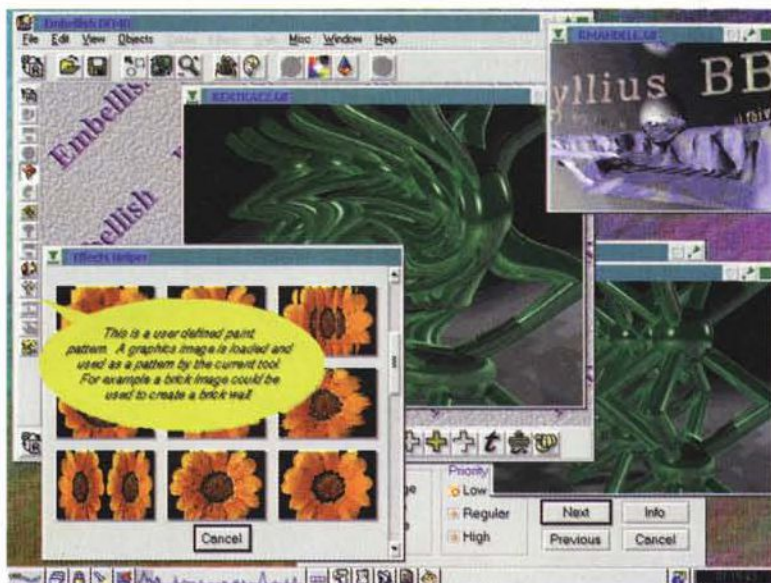 Embellish DEMO
File Edit View Objects Misc Window Help
Embellish
Embellish
yllius BB
Effects Helper
This is a user defined paint
pattern. A graphics image is loaded and
used as a pattern by the current tool.
For example a brick image could be
used to create a brick wall
Cancel
Priority
Low
Regular
High
Next Info
Previous Cancel